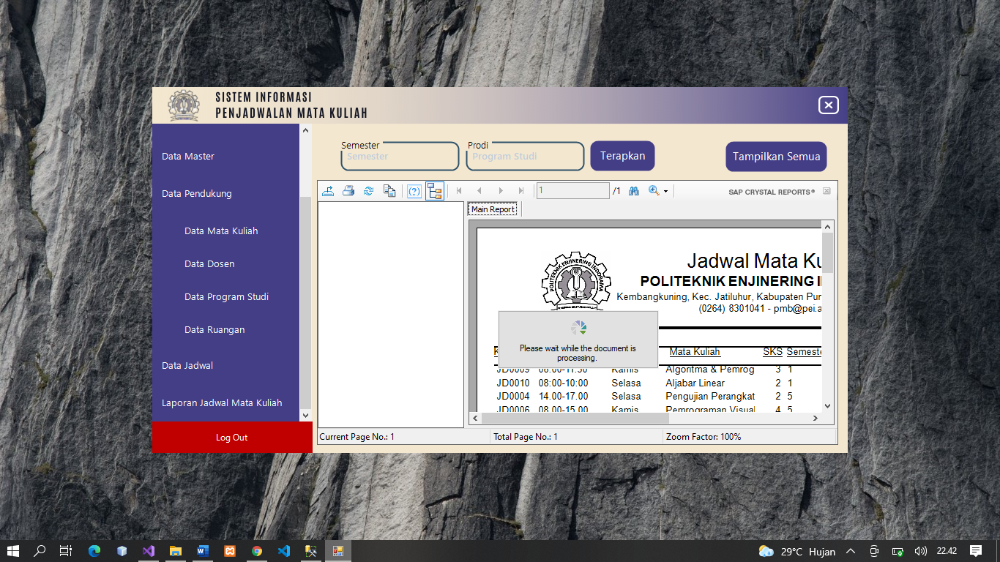 SISTEM INFORMASI
PENJADWALAN MATA KULIAH
Data Master
Data Pendukung
Data Mata Kuliah
Data Dosen
Data Program Studi
Data Ruangan
Data Jadwal
Laporan Jadwal Mata Kuliah
Log Out
Semester
Semester
Prodi
Program Studi
Terapkan
Tampilkan Semua
1 /1
SAP CRYSTAL REPORTS®
Main Report
POLITEKNIK ENJINERING INDORAMA
Jadwal Mata Ku
POLITEKNIK ENJINERING I
Kembangkuning, Kec. Jatiluhur, Kabupaten Pur
(0264) 8301041 - pmb@pei.a
Please wait while the document is
processing.
Mata Kuliah SKS Semeste
JD0009 08.00-11.30 Kamis Algoritma & Pemrog 3 1
JD0010 08:00-10:00 Selasa Aljabar Linear 2 1
JD0004 14.00-17.00 Selasa Pengujian Perangkat 2 5
JD0006 08.00-15.00 Kamis Pemrograman Visual 4 5
Current Page No.: 1 Total Page No.: 1 Zoom Factor: 100%
29°C Hujan 22.42